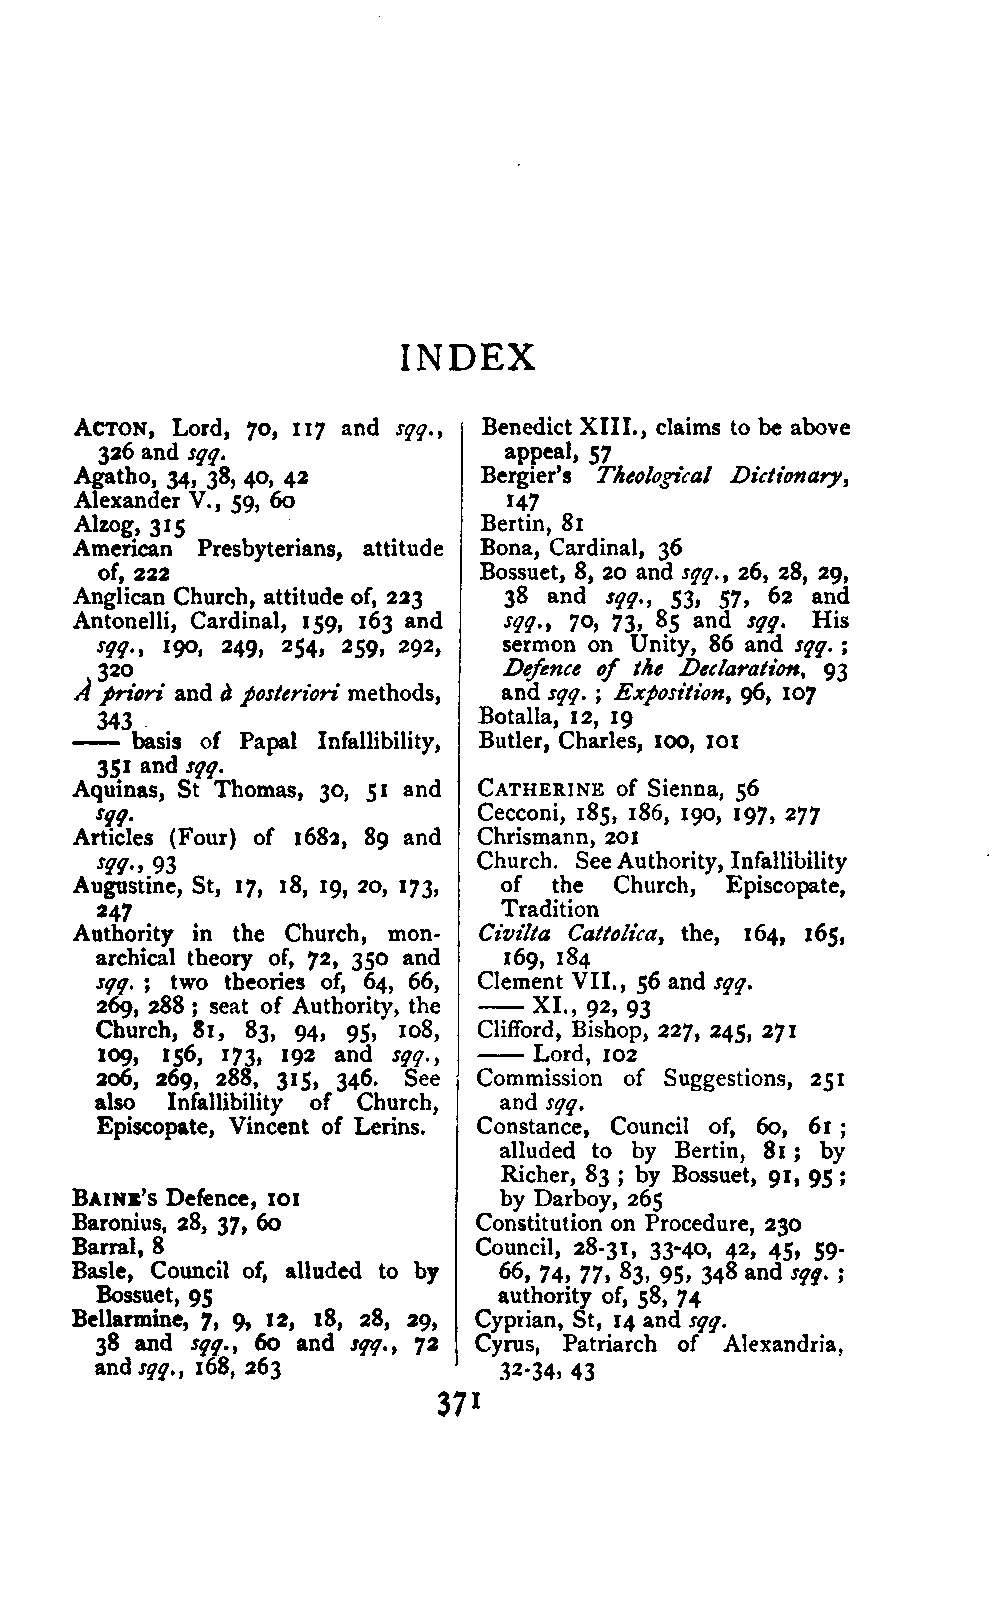 INDEX
ACTON, Lord, 70, 117 and sqq.,
326 and sqq.
Agatho, 34, 38, 40, 42
Alexander V., 59, 60
Alzog, 315
American Presbyterians, attitude
of, 222
Anglican Church, attitude of, 223
Antonelli, Cardinal, 159, 163 and
sqq., 190, 249, 254, 259, 292,
320
À priori and à posteriori methods,
343
—— basis of Papal Infallibility,
351 and sqq.
Aquinas, St Thomas, 30, 51 and
sqq.
Articles (Four) of 1682, 89 and
sqq., 93
Augustine, St, 17, 18, 19, 20, 173,
247
Authority in the Church, mon-
archical theory of, 72, 350 and
sqq. ; two theories of, 64, 66,
269, 288 ; seat of Authority, the
Church, 81, 83, 94, 95, 108,
109, 156, 173, 192 and sqq.,
206, 269, 288, 315, 346. See
also Infallibility of Church,
Episcopate, Vincent of Lerins.
BAINE's Defence, 101
Baronius, 28, 37, 60
Barral, 8
Basle, Council of, alluded to by
Bossuet, 95
Bellarmine, 7, 9, 12, 18, 28, 29,
38 and sqq., 60 and sqq., 72
and sqq., 168, 263
Benedict XIII., claims to be above
appeal, 57
Bergier's Theological Dictionary,
147
Bertin, 81
Bona, Cardinal, 36
Bossuet, 8, 20 and sqq., 26, 28, 29,
38 and sqq., 53, 57, 62 and
sqq., 70, 73, 85 and sqq. His
sermon on Unity, 86 and sqq. ;
Defence of the Declaration, 93
and sqq. ; Exposition, 96, 107
Botalla, 12, 19
Butler, Charles, 100, 101
CATHERINE of Sienna, 56
Cecconi, 185, 186, 190, 197, 277
Chrismann, 201
Church. See Authority, Infallibility
of the Church, Episcopate,
Tradition
Civilta Cattolica, the, 164, 165,
169, 184
Clement VII., 56 and sqq.
—— XI., 92, 93
Clifford, Bishop, 227, 245, 271
—— Lord, 102
Commission of Suggestions, 251
and sqq.
Constance, Council of, 60, 61 ;
alluded to by Bertin, 81 ; by
Richer, 83 ; by Bossuet, 91, 95 ;
by Darboy, 265
Constitution on Procedure, 230
Council, 28-31, 33-40, 42, 45, 59-
66, 74, 77, 83, 95, 348 and sqq. ;
authority of, 58, 74
Cyprian, St, 14 and sqq.
Cyrus, Patriarch of Alexandria,
32-34, 43
371